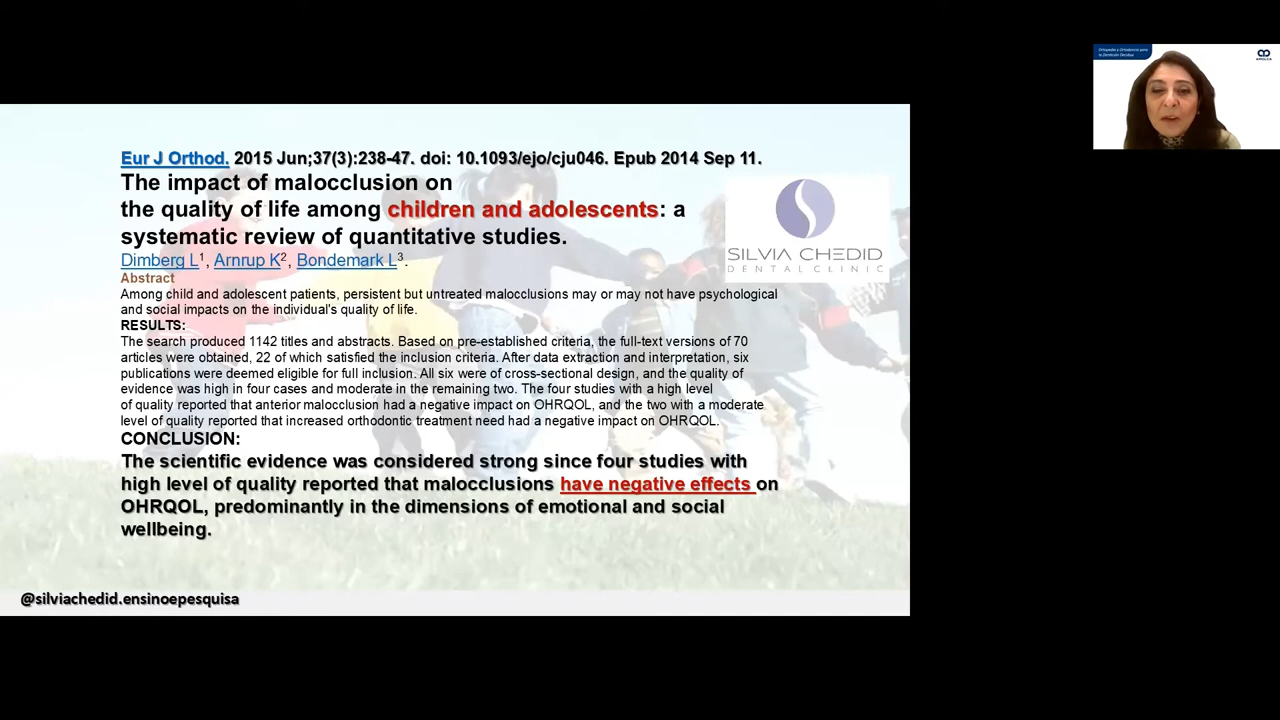 Eur J Orthod. 2015 Jun;37(3):238-47. doi: 10.1093/ejo/cju046. Epub 2014 Sep 11.
The impact of malocclusion on
the quality of life among children and adolescents: a
systematic review of quantitative studies.
Dimberg L1, Arnrup K2, Bondemark L3.
Abstract
Among child and adolescent patients, persistent but untreated malocclusions may or may not have psychological
and social impacts on the individual's quality of life.
RESULTS:
The search produced 1142 titles and abstracts. Based on pre-established criteria, the full-text versions of 70
articles were obtained, 22 of which satisfied the inclusion criteria. After data extraction and interpretation, six
publications were deemed eligible for full inclusion. All six were of cross-sectional design, and the quality of
evidence was high in four cases and moderate in the remaining two. The four studies with a high level
of quality reported that anterior malocclusion had a negative impact on OHRQOL, and the two with a moderate
level of quality reported that increased orthodontic treatment need had a negative impact on OHRQOL.
CONCLUSION:
The scientific evidence was considered strong since four studies with
high level of quality reported that malocclusions have negative effects on
OHRQOL, predominantly in the dimensions of emotional and social
wellbeing.
SILVIA CHEDID
DENTAL CLINIC
@silviachedid.ensinoepesquisa
Ortopedia y Ortodoncia para
la Dentición Decidua
AMOLCA